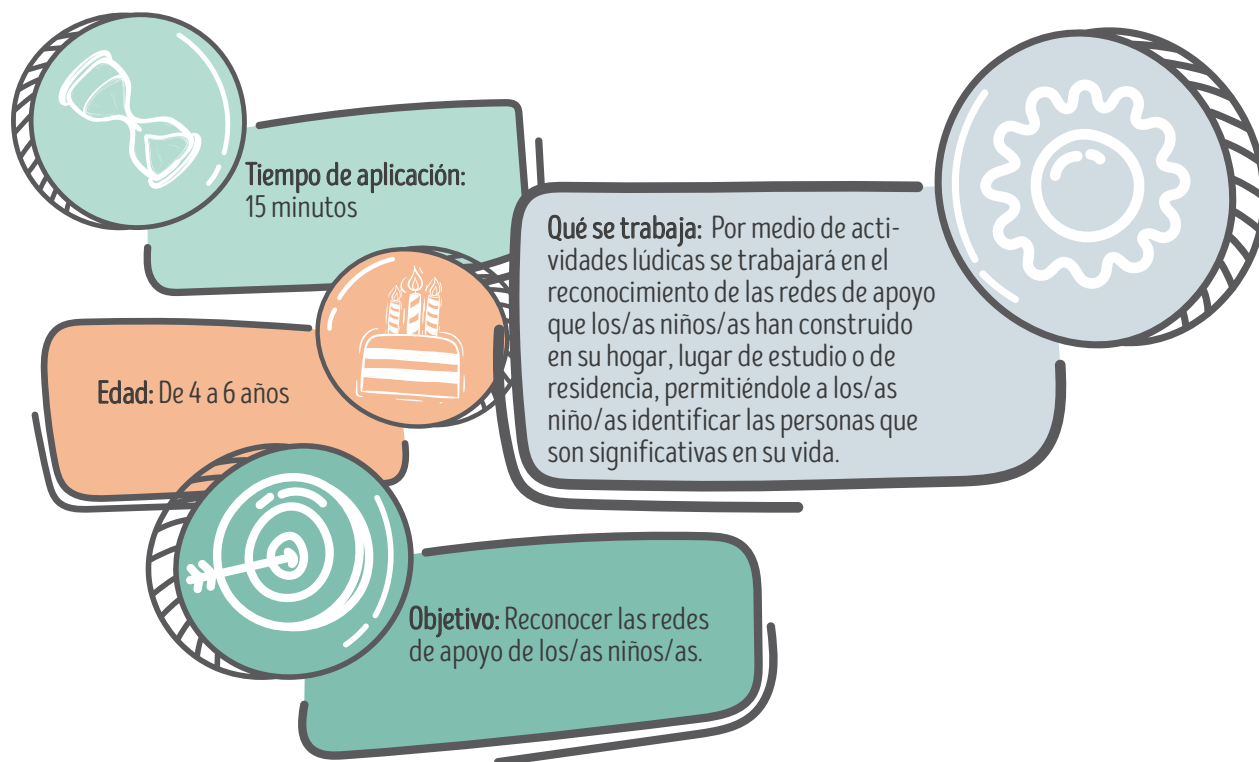 Tiempo de aplicación:
15 minutos
Qué se trabaja: Por medio de acti-
vidades lúdicas se trabajará en el
reconocimiento de las redes de apoyo
que los/as niños/as han construido
en su hogar, lugar de estudio o de
residencia, permitiéndole a los/as
niño/as identificar las personas que
son significativas en su vida.
Edad: De 4 a 6 años
Objetivo: Reconocer las redes
de apoyo de los/as niños/as.